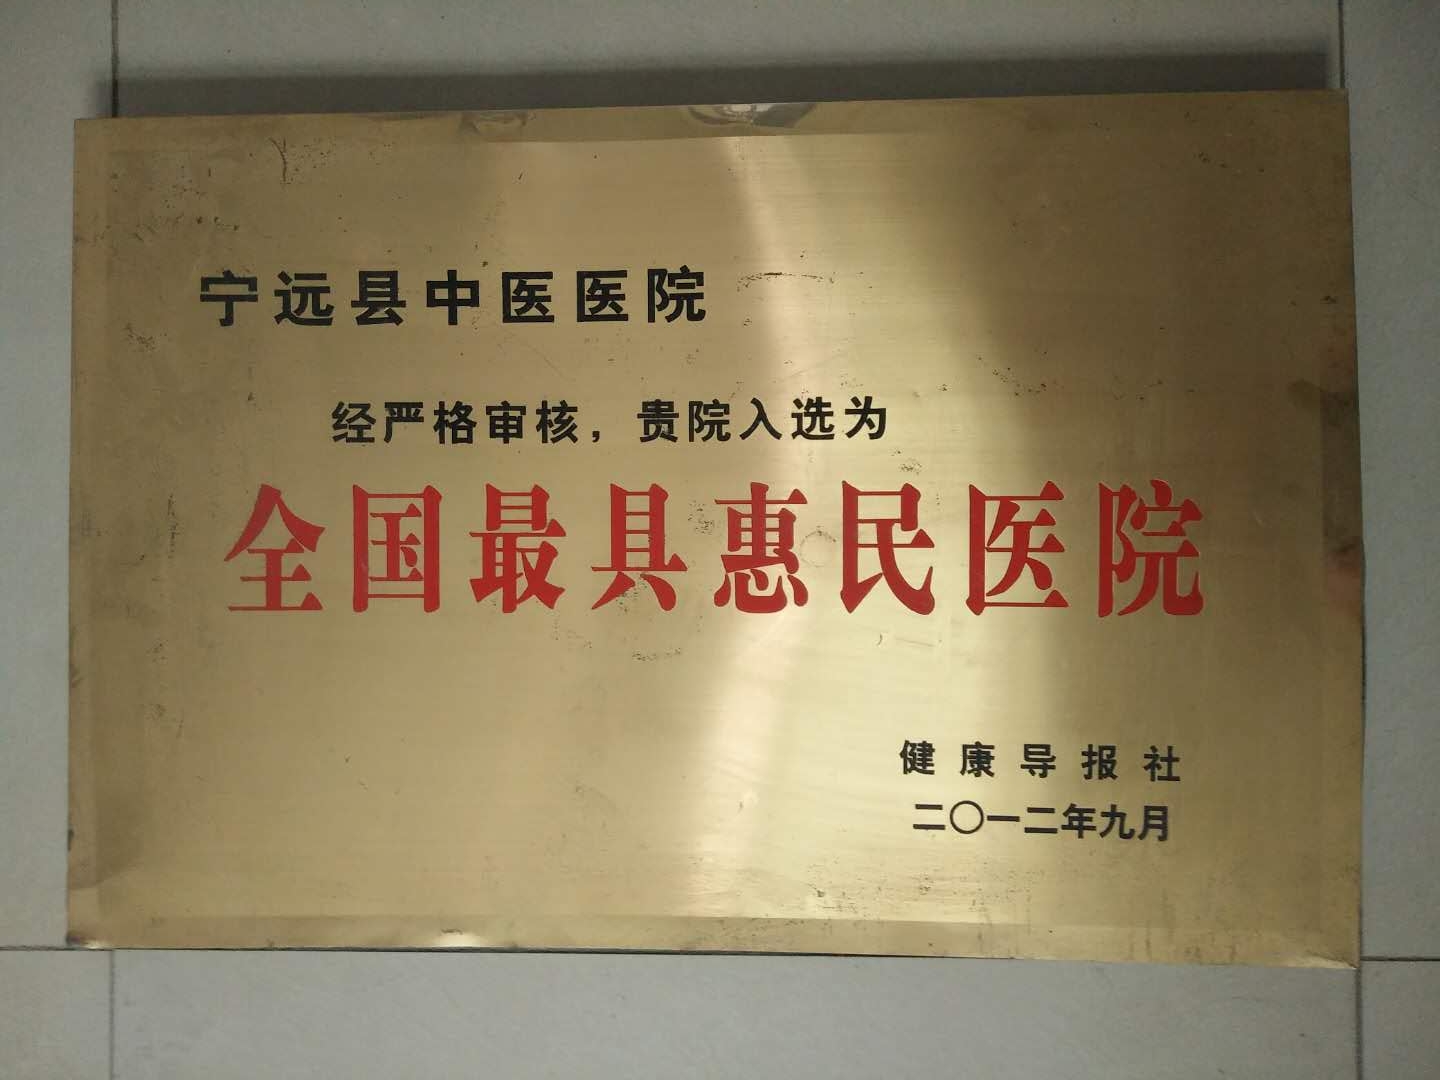 宁远县中医医院
经严格审核，贵院入选为
全国最具惠民医院
健康导报社
二〇一二年九月